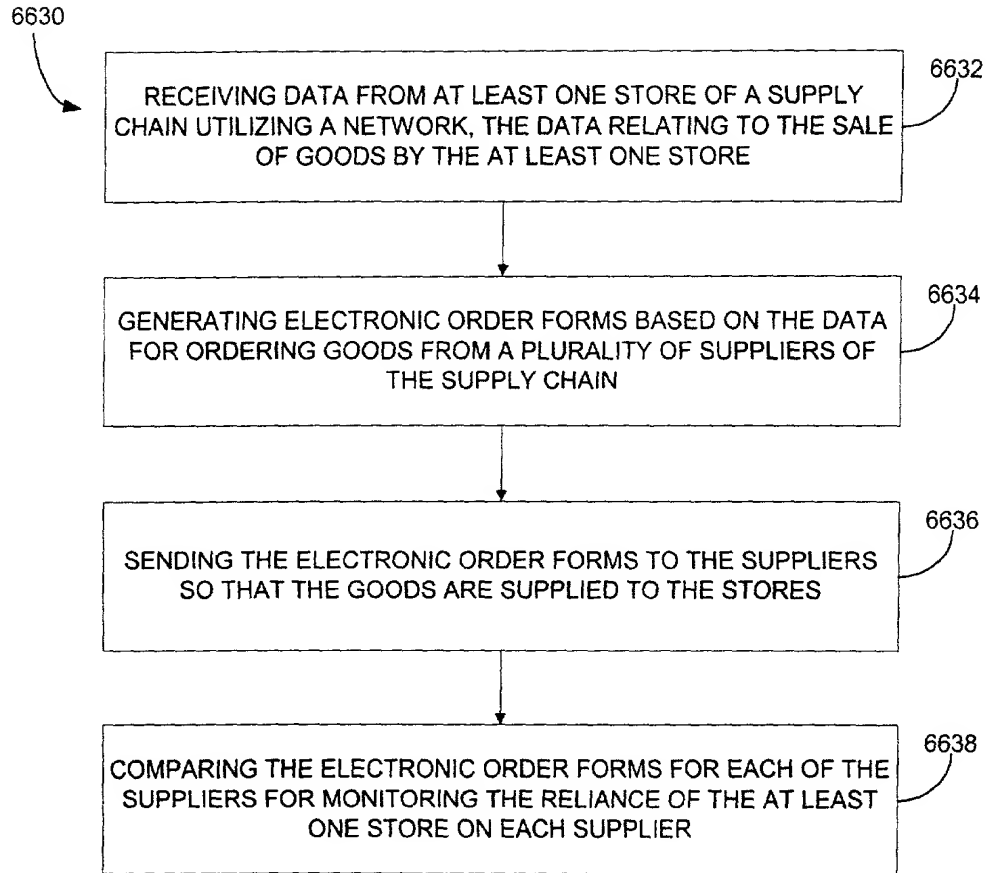 6630
RECEIVING DATA FROM AT LEAST ONE STORE OF A SUPPLY
CHAIN UTILIZING A NETWORK, THE DATA RELATING TO THE SALE
OF GOODS BY THE AT LEAST ONE STORE
6632
GENERATING ELECTRONIC ORDER FORMS BASED ON THE DATA
FOR ORDERING GOODS FROM A PLURALITY OF SUPPLIERS OF
THE SUPPLY CHAIN
6634
SENDING THE ELECTRONIC ORDER FORMS TO THE SUPPLIERS
SO THAT THE GOODS ARE SUPPLIED TO THE STORES
6636
COMPARING THE ELECTRONIC ORDER FORMS FOR EACH OF THE
SUPPLIERS FOR MONITORING THE RELIANCE OF THE AT LEAST
ONE STORE ON EACH SUPPLIER
6638